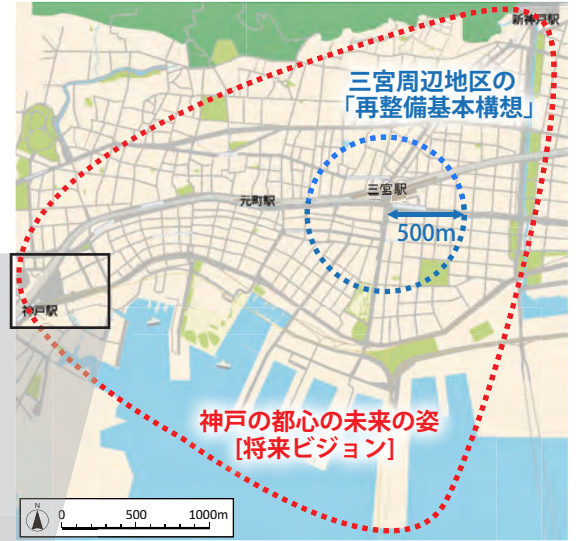 新神戸駅
三宮周辺地区の
「再整備基本構想」
三宮駅
元町駅
500m
神戸駅
神戸の都心の未来の姿
[将来ビジョン]
N
0 500 1000m